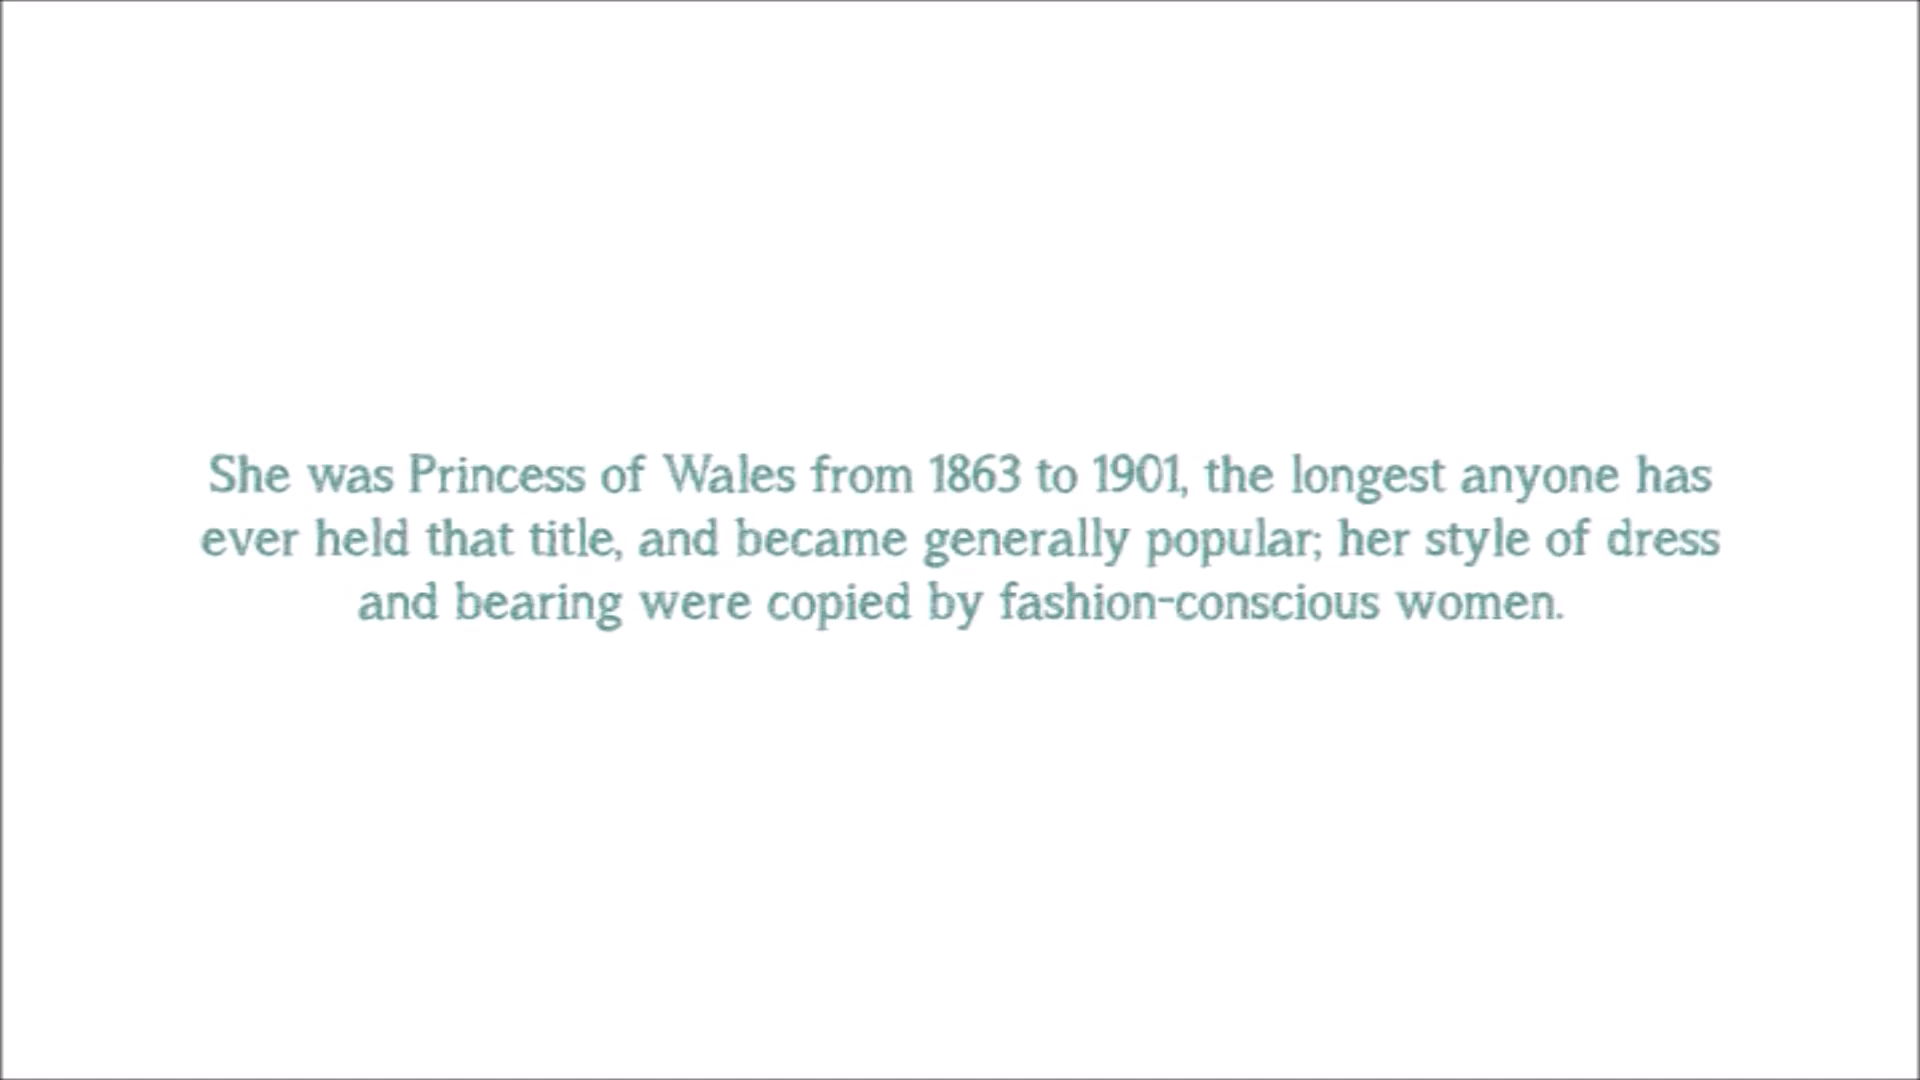 She was Princess of Wales from 1863 to 1901, the longest anyone has
ever held that title, and became generally popular; her style of dress
and bearing were copied by fashion-conscious women.